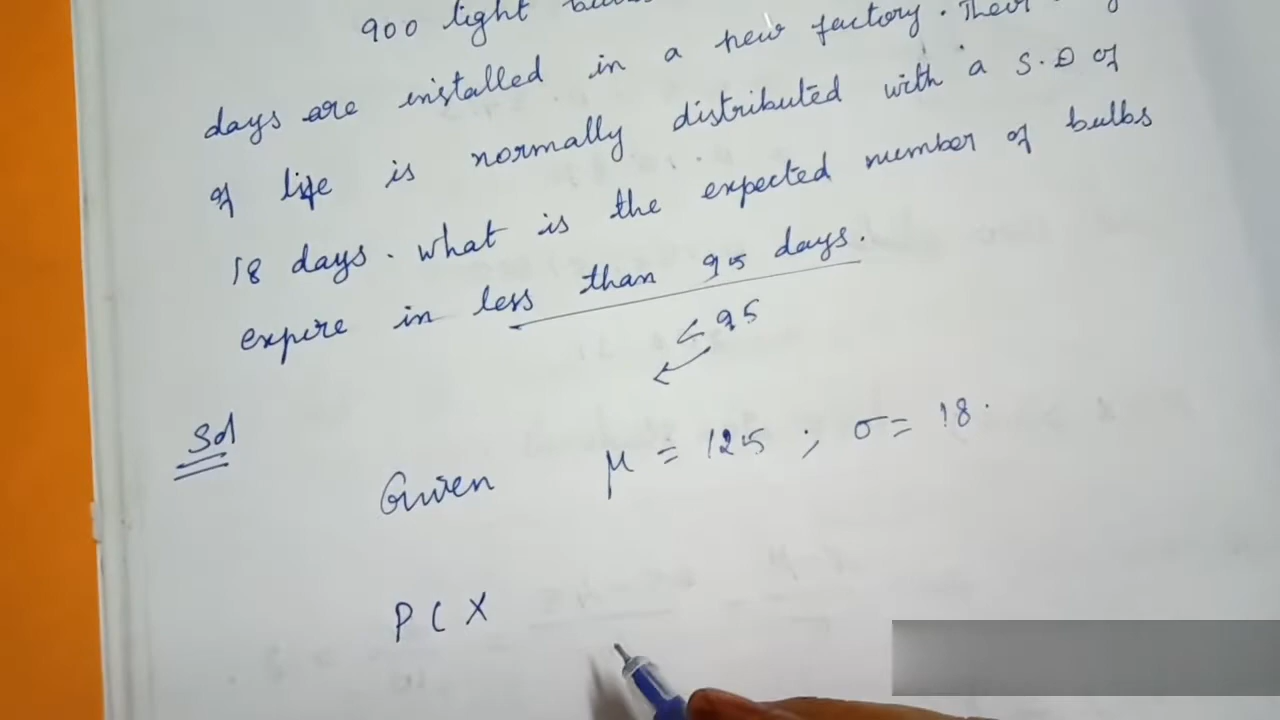 900 light
days are installed in a new factory. Their
of life is normally distributed with a S.D of
18 days. what is the expected number of bulbs
expire in less than 95 days.
< 95
Sol
Given μ = 125 ; σ = 18.
P ( X